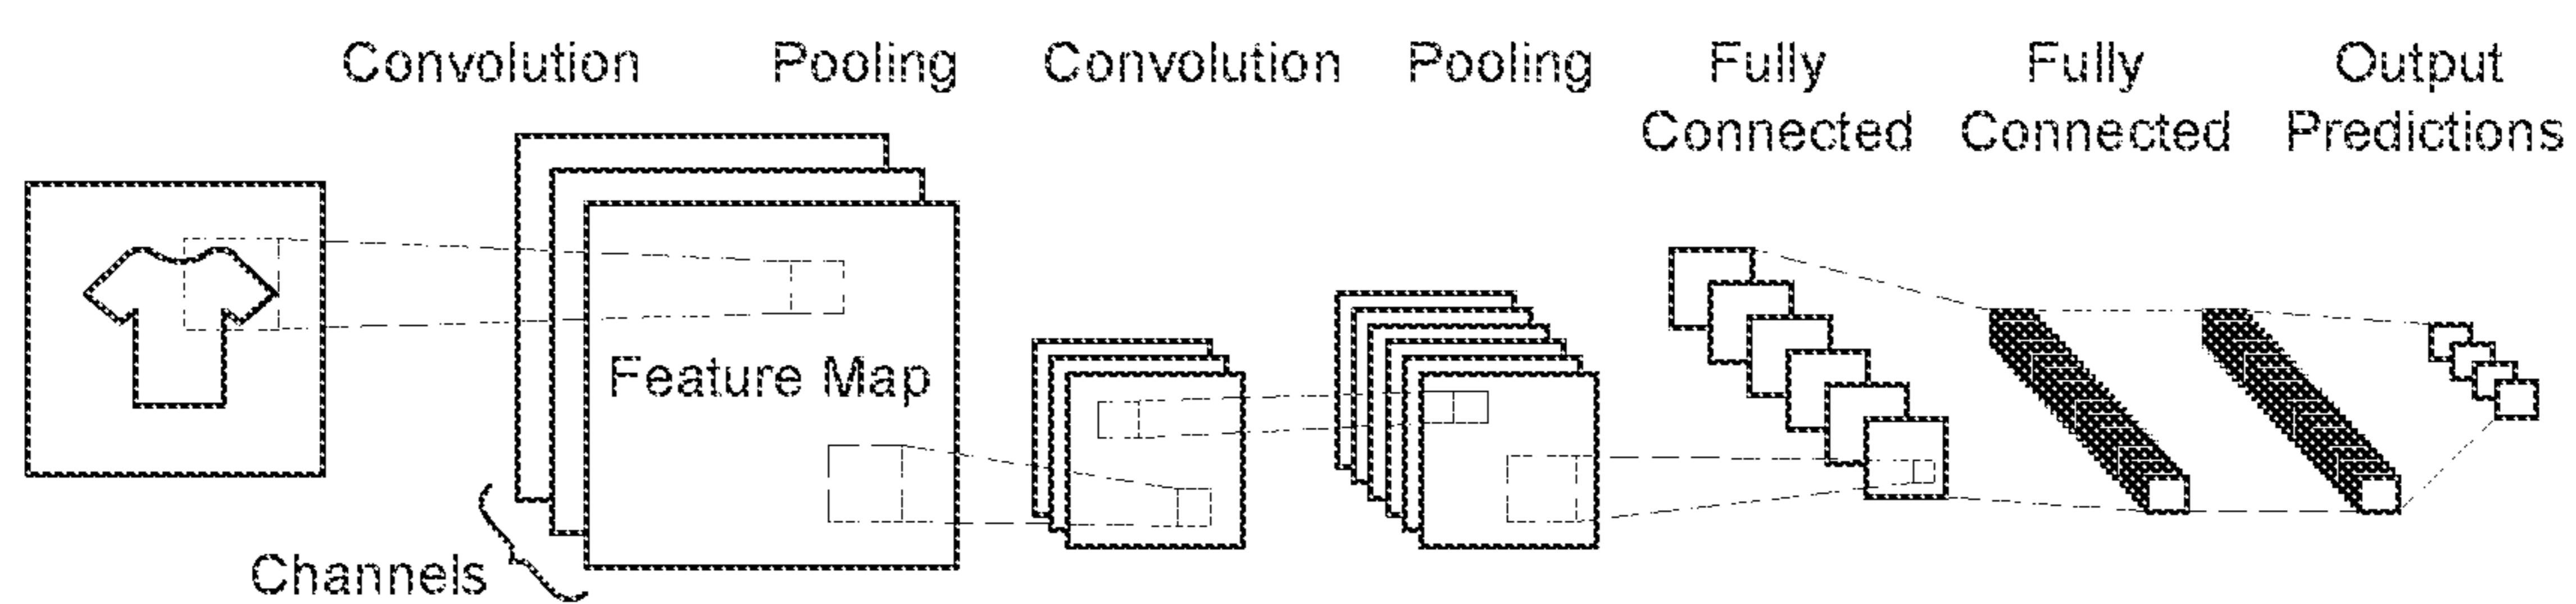 Convolution Pooling Convolution Pooling Fully Connected Fully Connected Output Predictions
Feature Map
Channels